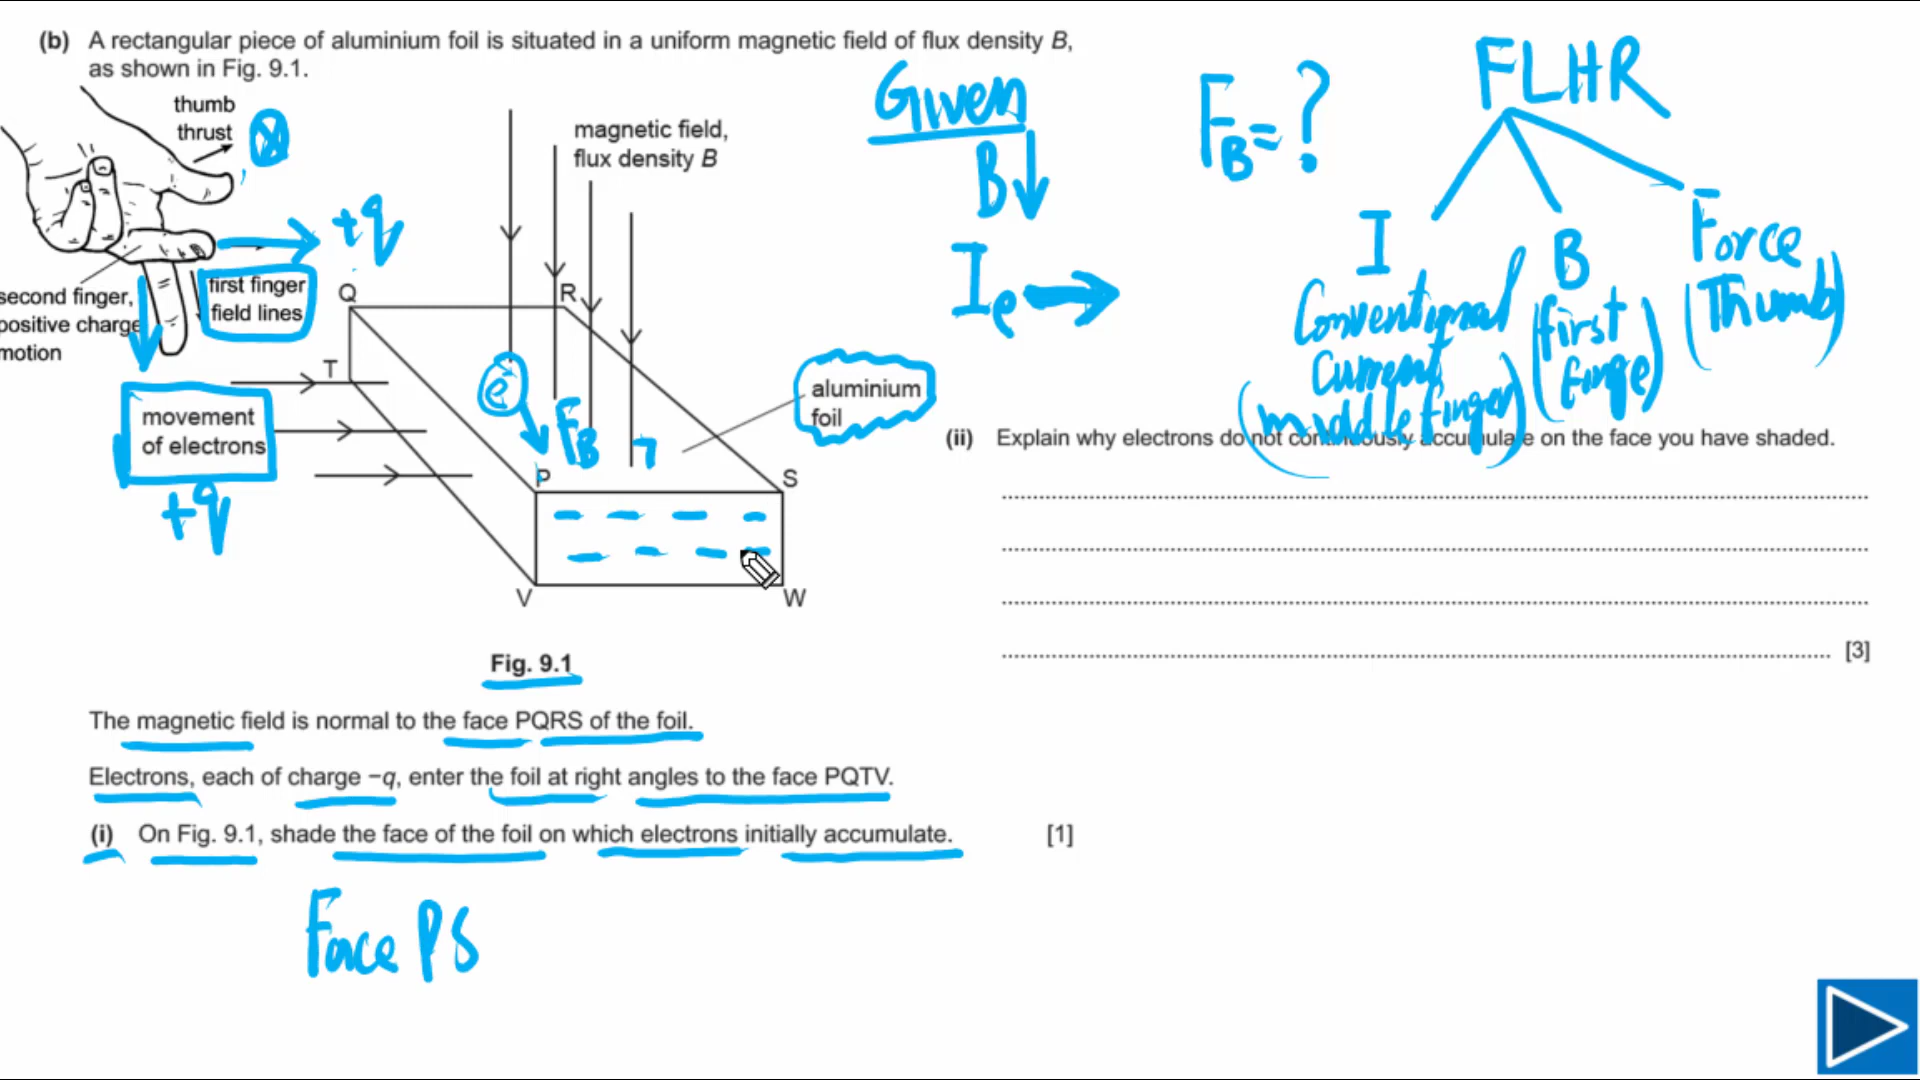 (b) A rectangular piece of aluminium foil is situated in a uniform magnetic field of flux density B,
as shown in Fig. 9.1.
thumb
thrust
+q
first finger
field lines
second finger,
positive charge
motion
movement
of electrons
+q
magnetic field,
flux density B
Q
R
T
e
F_B
P
S
V
W
aluminium
foil
Fig. 9.1
The magnetic field is normal to the face PQRS of the foil.
Electrons, each of charge −q, enter the foil at right angles to the face PQTV.
(i) On Fig. 9.1, shade the face of the foil on which electrons initially accumulate. [1]
Face PS
Given
B↓
I_e→
F_B = ?
FLHR
I
Conventional
Current
(middle finger)
B
(first
finge)
Force
(Thumb)
(ii) Explain why electrons do not continuously accumulate on the face you have shaded.
[3]